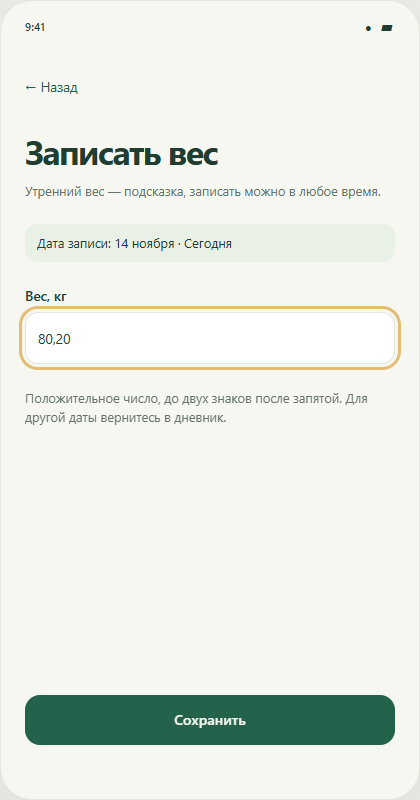 9:41
← Назад
Записать вес
Утренний вес — подсказка, записать можно в любое время.
Дата записи: 14 ноября · Сегодня
Вес, кг
80,20
Положительное число, до двух знаков после запятой. Для
другой даты вернитесь в дневник.
Сохранить